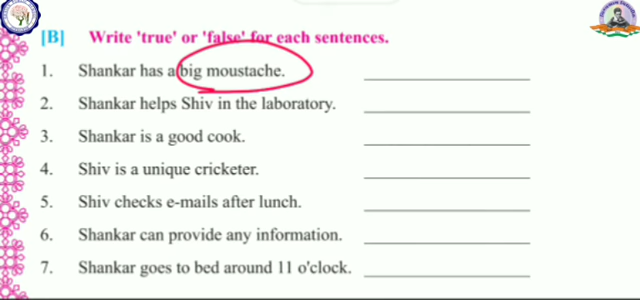 [B] Write 'true' or 'false' for each sentences.
1. Shankar has a big moustache.
2. Shankar helps Shiv in the laboratory.
3. Shankar is a good cook.
4. Shiv is a unique cricketer.
5. Shiv checks e-mails after lunch.
6. Shankar can provide any information.
7. Shankar goes to bed around 11 o'clock.